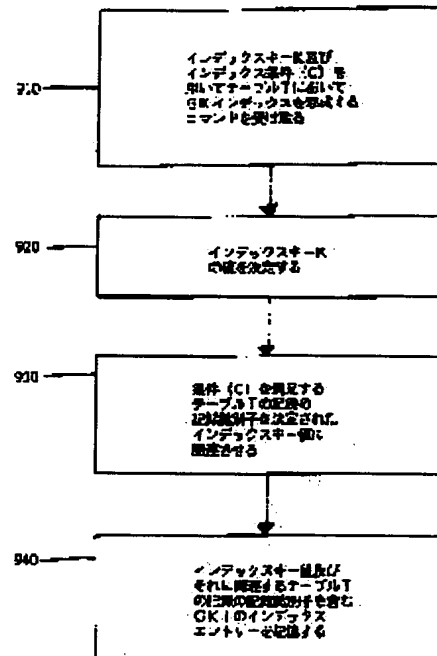 910
インデックスキーK及び
インデックス条件(C)を
用いてテーブルTにおいて
GKインデックスを形成する
コマンドを受け取る
920
インデックスキーK
の値を決定する
930
条件(C)を満足する
テーブルTの記録の
記録識別子を決定された
インデックスキー値に
関連させる
940
インデックスキー値及び
それに関連するテーブルT
の記録の記録識別子を含む
GKIのインデックス
エントリーを記憶する